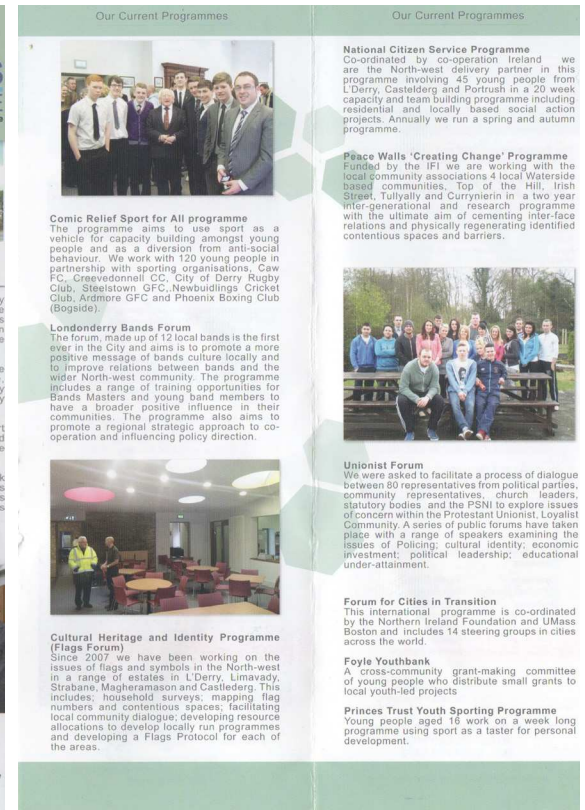 Our Current Programmes
Comic Relief Sport for All programme
The programme aims to use sport as a
vehicle for capacity building amongst young
people and as a diversion from anti-social
behaviour. We work with 120 young people in
partnership with sporting organisations, Caw
FC, Creevedonnell CC, City of Derry Rugby
Club, Steelstown GFC,.Newbuidlings Cricket
Club, Ardmore GFC and Phoenix Boxing Club
(Bogside).
Londonderry Bands Forum
The forum, made up of 12 local bands is the first
ever in the City and aims is to promote a more
positive message of bands culture locally and
to improve relations between bands and the
wider North-west community. The programme
includes a range of training opportunities for
Bands Masters and young band members to
have a broader positive influence in their
communities. The programme also aims to
promote a regional strategic approach to co-
operation and influencing policy direction.
Cultural Heritage and Identity Programme
(Flags Forum)
Since 2007 we have been working on the
issues of flags and symbols in the North-west
in a range of estates in L'Derry, Limavady,
Strabane, Magheramason and Castlederg. This
includes; household surveys; mapping flag
numbers and contentious spaces; facilitating
local community dialogue; developing resource
allocations to develop locally run programmes
and developing a Flags Protocol for each of
the areas.
Our Current Programmes
National Citizen Service Programme
Co-ordinated by co-operation Ireland we
are the North-west delivery partner in this
programme involving 45 young people from
L'Derry, Castelderg and Portrush in a 20 week
capacity and team building programme including
residential and locally based social action
projects. Annually we run a spring and autumn
programme.
Peace Walls 'Creating Change' Programme
Funded by the IFI we are working with the
local community associations 4 local Waterside
based communities, Top of the Hill, Irish
Street, Tullyally and Currynierin in a two year
inter-generational and research programme
with the ultimate aim of cementing inter-face
relations and physically regenerating identified
contentious spaces and barriers.
Unionist Forum
We were asked to facilitate a process of dialogue
between 80 representatives from political parties,
community representatives, church leaders,
statutory bodies and the PSNI to explore issues
of concern within the Protestant Unionist, Loyalist
Community. A series of public forums have taken
place with a range of speakers examining the
issues of Policing; cultural identity; economic
investment; political leadership; educational
under-attainment.
Forum for Cities in Transition
This international programme is co-ordinated
by the Northern Ireland Foundation and UMass
Boston and includes 14 steering groups in cities
across the world.
Foyle Youthbank
A cross-community grant-making committee
of young people who distribute small grants to
local youth-led projects
Princes Trust Youth Sporting Programme
Young people aged 16 work on a week long
programme using sport as a taster for personal
development.